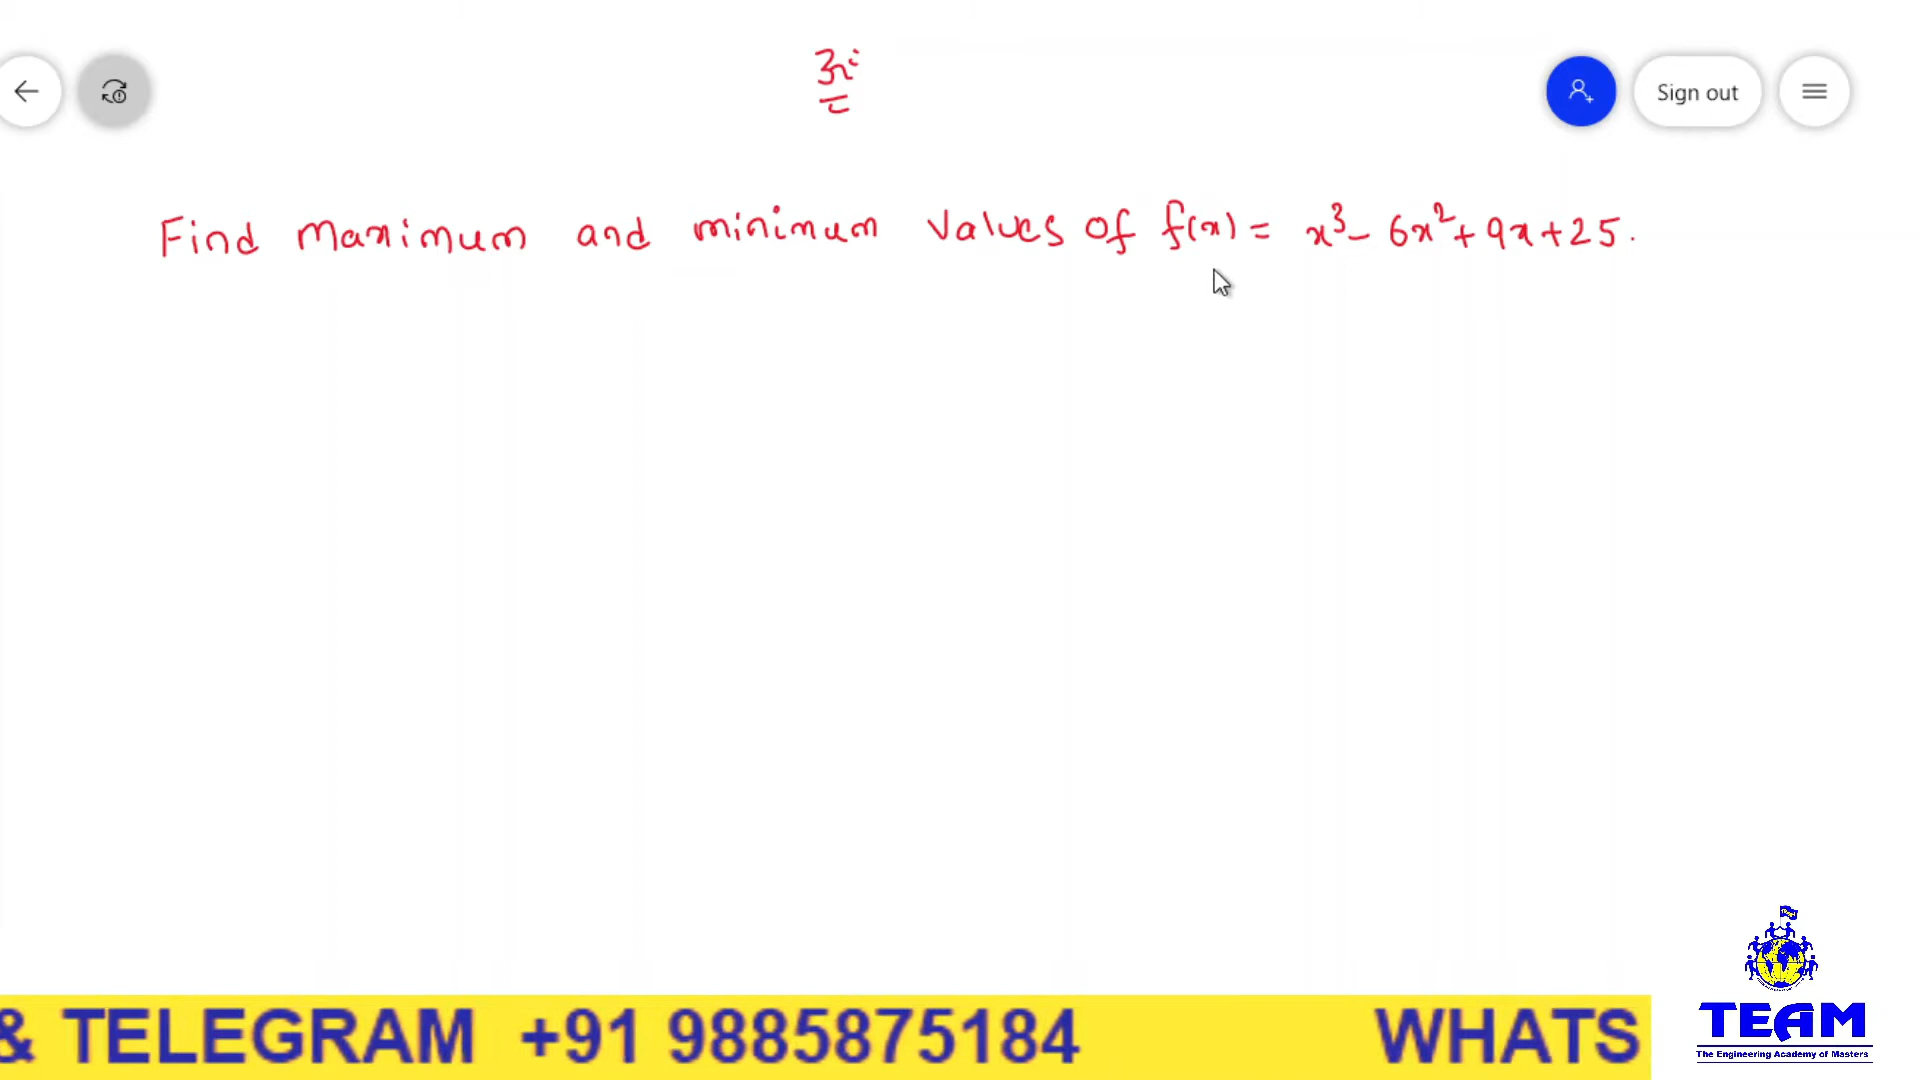 Sign out
Find maximum and minimum values of f(x) = x³ - 6x² + 9x + 25.
& TELEGRAM +91 9885875184 WHATS
TEAM
The Engineering Academy of Masters